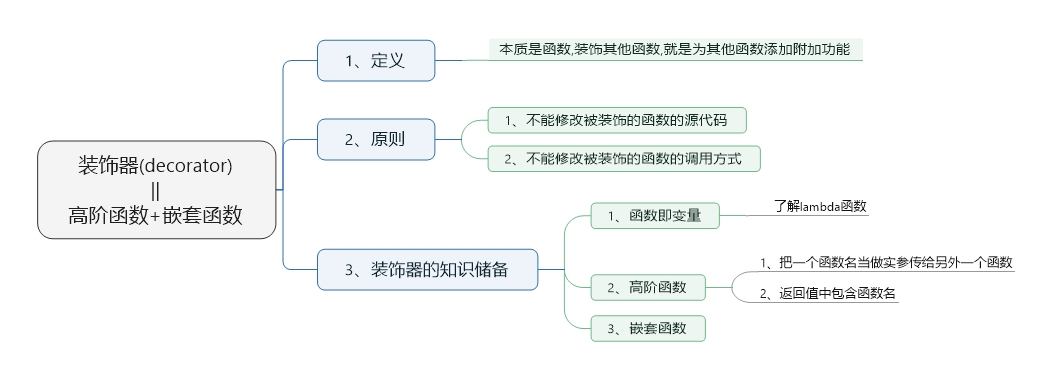 装饰器(decorator)
||
高阶函数+嵌套函数
1、定义
本质是函数,装饰其他函数,就是为其他函数添加附加功能
2、原则
1、不能修改被装饰的函数的源代码
2、不能修改被装饰的函数的调用方式
3、装饰器的知识储备
1、函数即变量
了解lambda函数
2、高阶函数
1、把一个函数名当做实参传给另外一个函数
2、返回值中包含函数名
3、嵌套函数